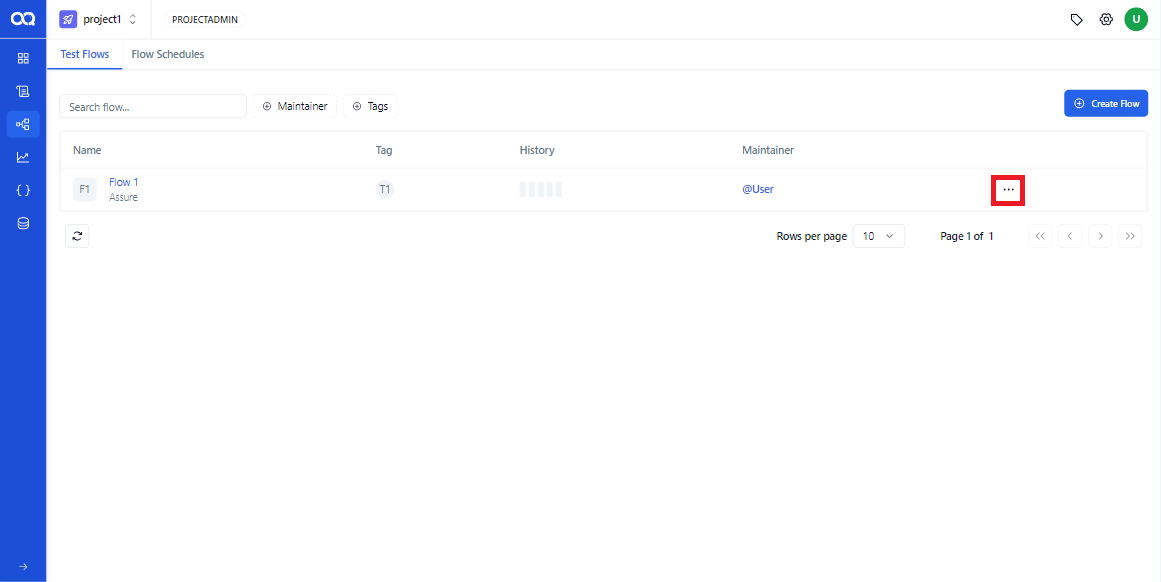 project1 PROJECTADMIN U
Test Flows Flow Schedules
Search flow... Maintainer Tags Create Flow
Name Tag History Maintainer
F1 Flow 1 T1 @User ...
Assure
Rows per page 10 Page 1 of 1